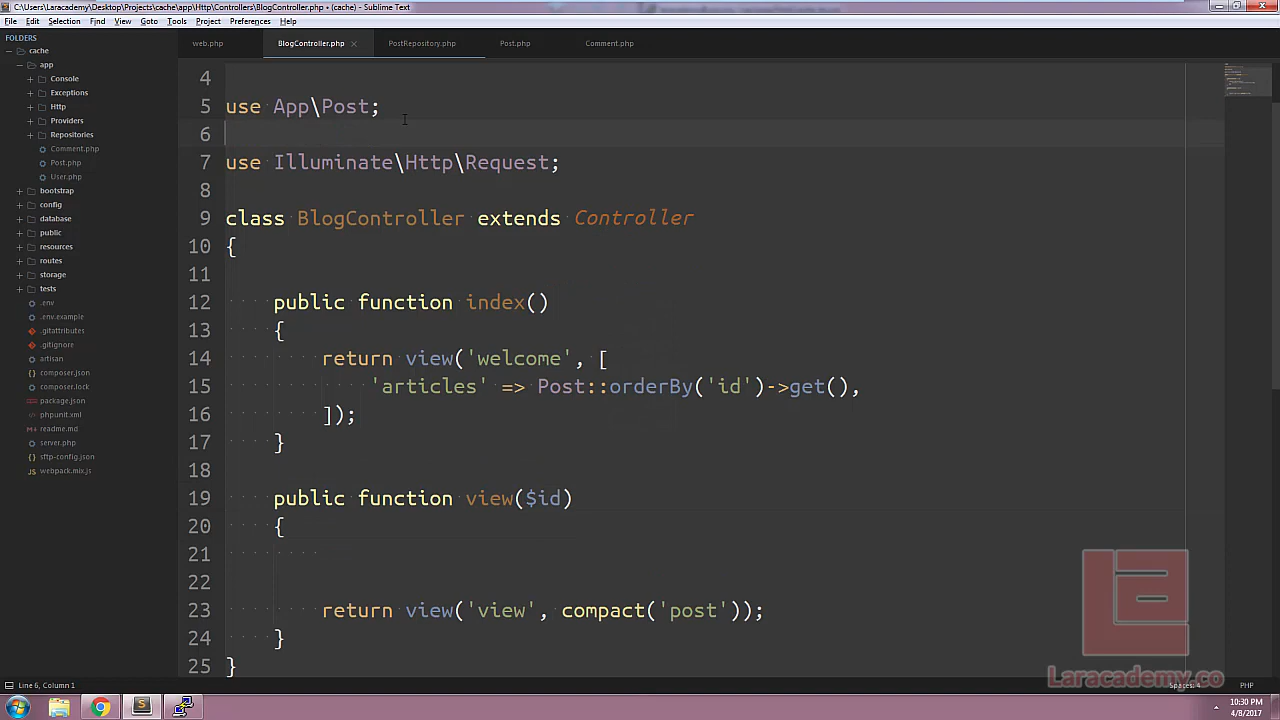 C:\Users\Laracademy\Desktop\Projects\cache\app\Http\Controllers\BlogController.php • (cache) - Sublime Text
File Edit Selection Find View Goto Tools Project Preferences Help
FOLDERS
cache
app
Console
Exceptions
Http
Providers
Repositories
Comment.php
Post.php
User.php
bootstrap
config
database
public
resources
routes
storage
tests
.env
.env.example
.gitattributes
.gitignore
artisan
composer.json
composer.lock
package.json
phpunit.xml
readme.md
server.php
sftp-config.json
webpack.mix.js
web.php BlogController.php × PostRepository.php Post.php Comment.php
4
5 use App\Post;
6
7 use Illuminate\Http\Request;
8
9 class BlogController extends Controller
10 {
11
12 public function index()
13 {
14 return view('welcome', [
15 'articles' => Post::orderBy('id')->get(),
16 ]);
17 }
18
19 public function view($id)
20 {
21
22
23 return view('view', compact('post'));
24 }
25 }
Laracademy.co
Line 6, Column 1 Spaces: 4 PHP
10:30 PM
4/8/2017